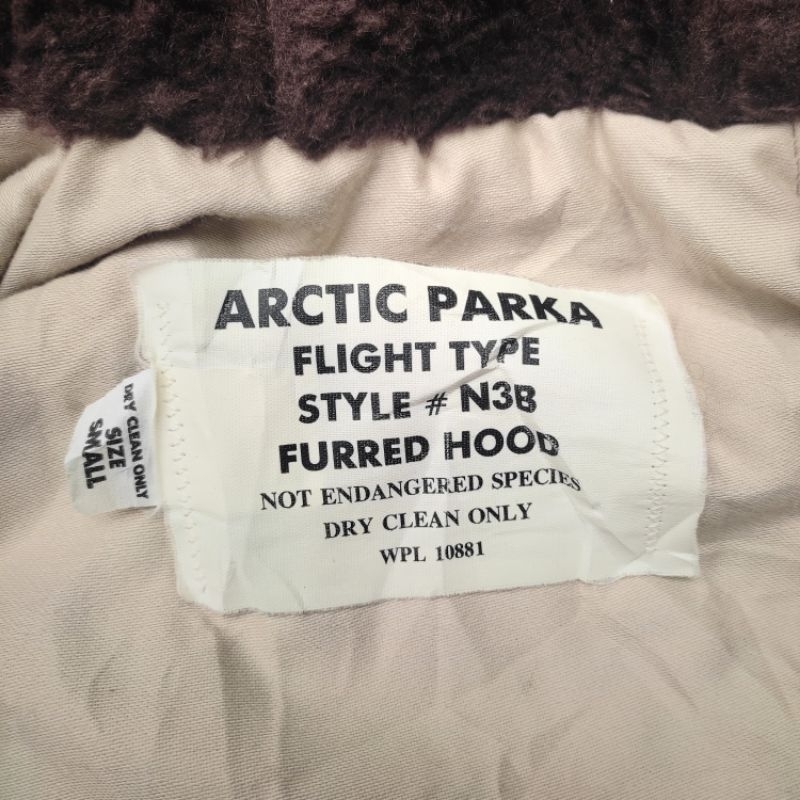 ARCTIC PARKA
FLIGHT TYPE
STYLE # N3B
FURRED HOOD
NOT ENDANGERED SPECIES
DRY CLEAN ONLY
WPL 10881
DRY CLEAN ONLY
SIZE
SMALL